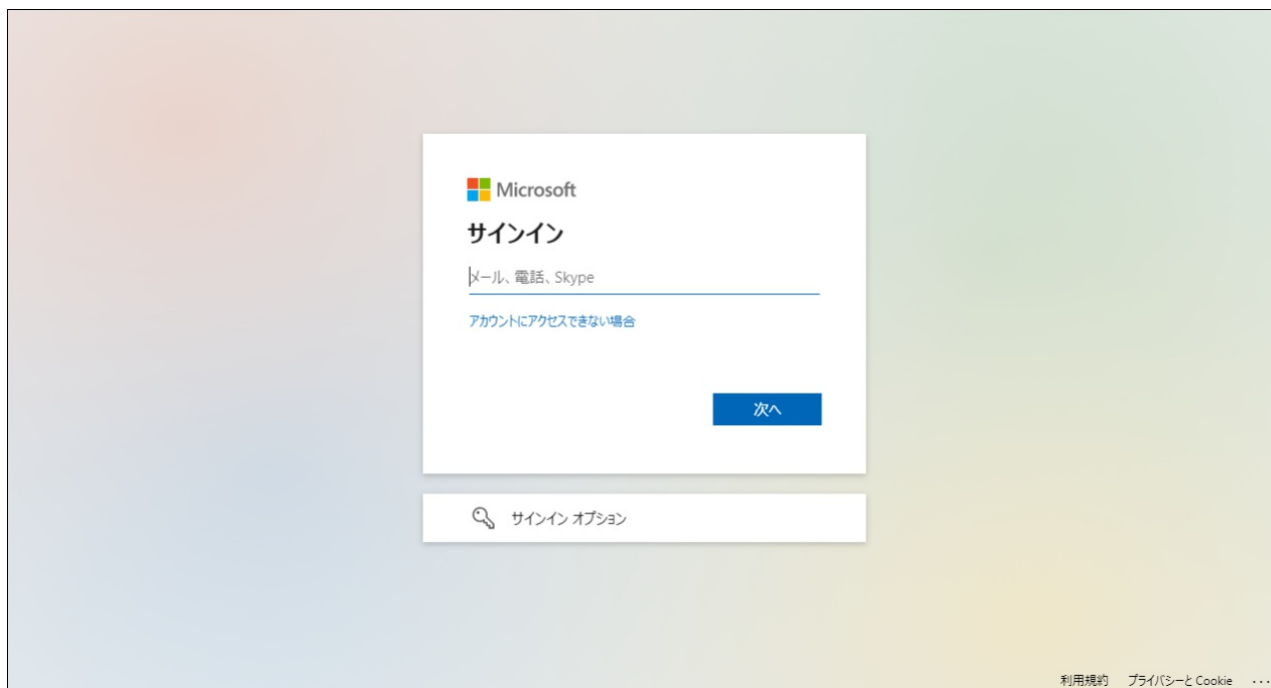 Microsoft
サインイン
メール、電話、Skype
アカウントにアクセスできない場合
次へ
サインイン オプション
利用規約 プライバシーと Cookie ...